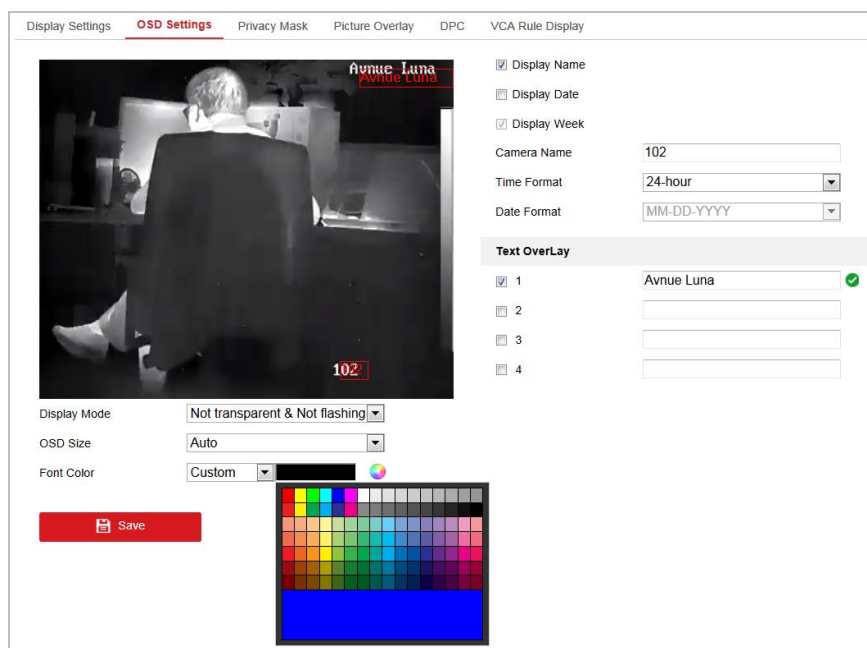 Display Settings OSD Settings Privacy Mask Picture Overlay DPC VCA Rule Display
Avnue Luna
Avnue Luna
102
Display Mode Not transparent & Not flashing
OSD Size Auto
Font Color Custom
Save
Display Name
Display Date
Display Week
Camera Name 102
Time Format 24-hour
Date Format MM-DD-YYYY
Text OverLay
1 Avnue Luna
2
3
4